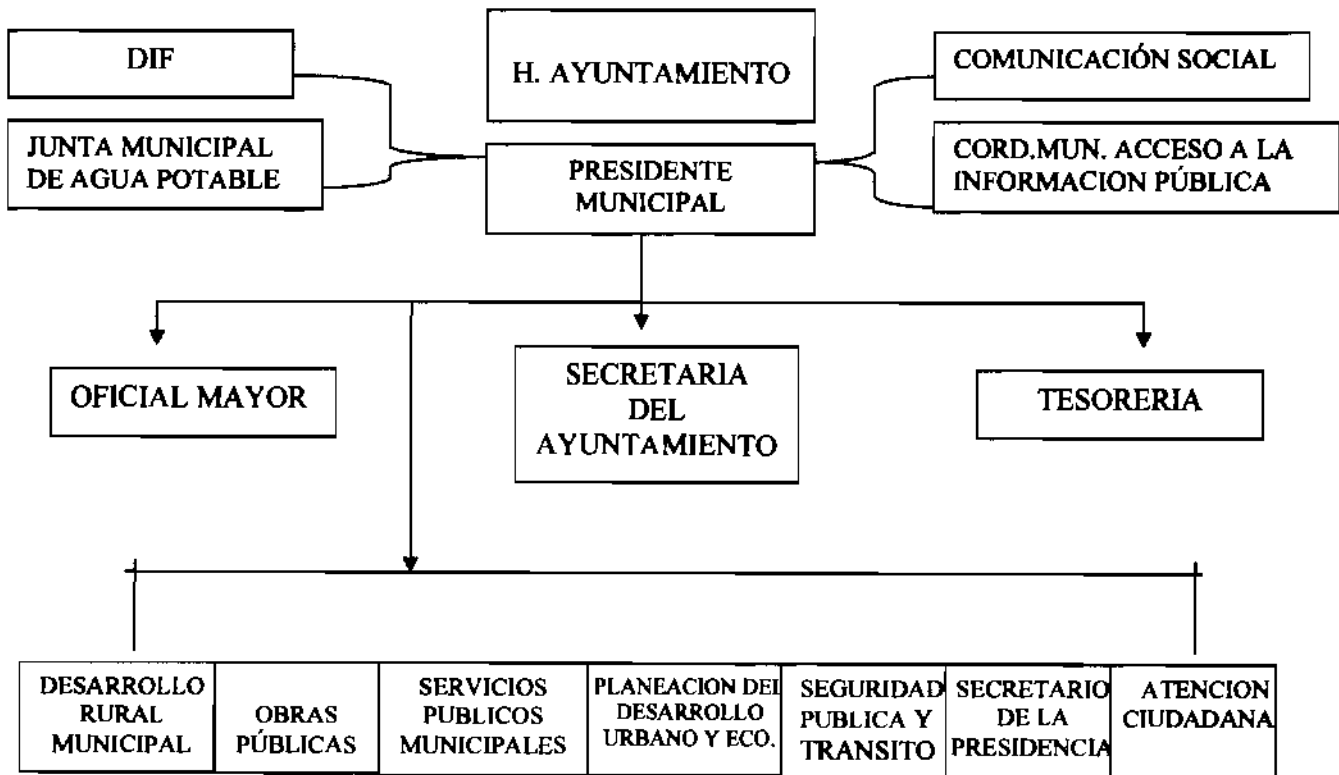 DIF
H. AYUNTAMIENTO
COMUNICACIÓN SOCIAL
JUNTA MUNICIPAL
DE AGUA POTABLE
PRESIDENTE
MUNICIPAL
CORD.MUN. ACCESO A LA
INFORMACION PÚBLICA
OFICIAL MAYOR
SECRETARIA
DEL
AYUNTAMIENTO
TESORERIA
DESARROLLO
RURAL
MUNICIPAL
OBRAS
PÚBLICAS
SERVICIOS
PUBLICOS
MUNICIPALES
PLANEACION DEL
DESARROLLO
URBANO Y ECO.
SEGURIDAD
PUBLICA Y
TRANSITO
SECRETARIO
DE LA
PRESIDENCIA
ATENCION
CIUDADANA